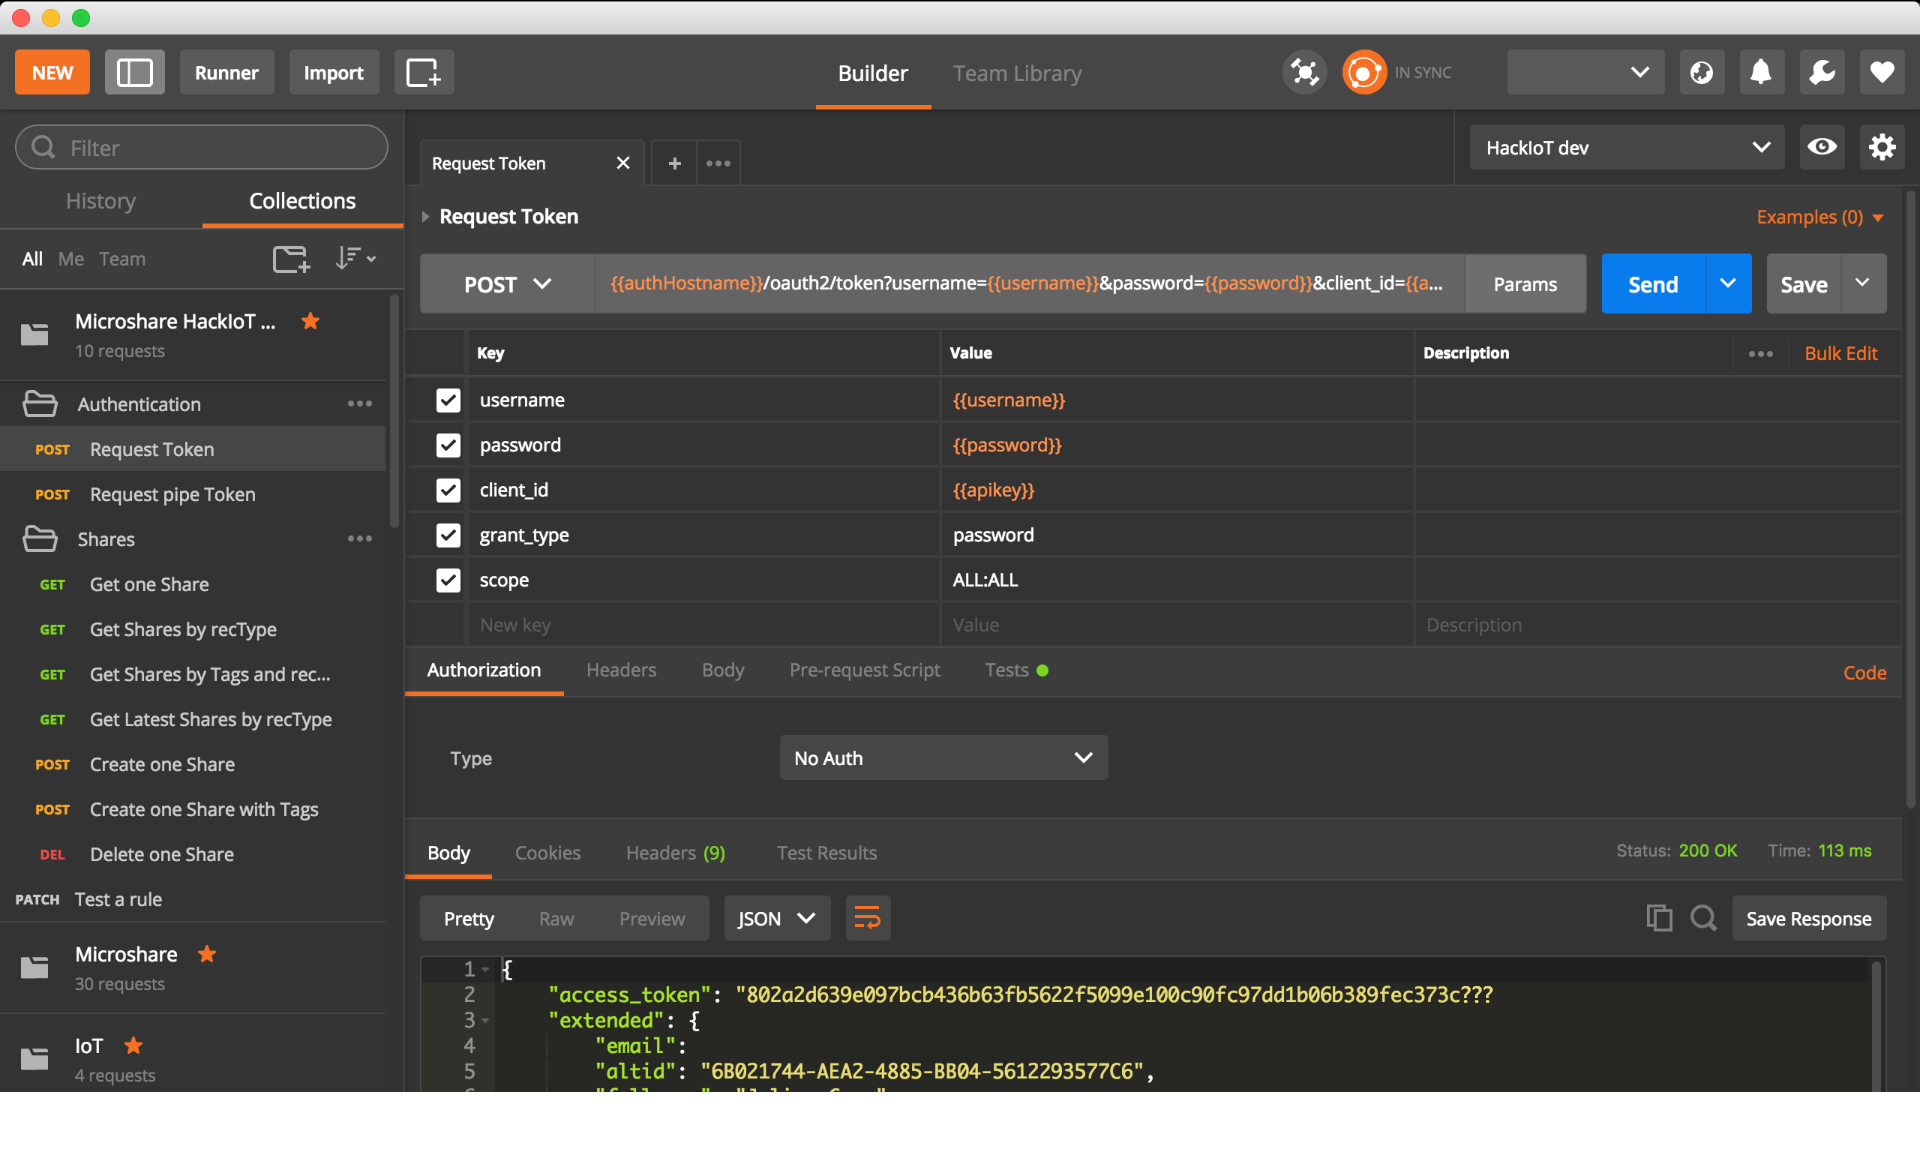 NEW
Runner
Import
Builder
Team Library
IN SYNC
Filter
History
Collections
All
Me
Team
Microshare HackIoT ...
10 requests
Authentication
POST Request Token
POST Request pipe Token
Shares
GET Get one Share
GET Get Shares by recType
GET Get Shares by Tags and rec...
GET Get Latest Shares by recType
POST Create one Share
POST Create one Share with Tags
DEL Delete one Share
PATCH Test a rule
Microshare
30 requests
IoT
4 requests
Request Token
HackIoT dev
Request Token
Examples (0)
POST
{{authHostname}}/oauth2/token?username={{username}}&password={{password}}&client_id={{a...
Params
Send
Save
Key Value Description Bulk Edit
username {{username}}
password {{password}}
client_id {{apikey}}
grant_type password
scope ALL:ALL
New key Value Description
Authorization
Headers
Body
Pre-request Script
Tests
Code
Type
No Auth
Body
Cookies
Headers (9)
Test Results
Status: 200 OK
Time: 113 ms
Pretty
Raw
Preview
JSON
Save Response
1 {
2 "access_token": "802a2d639e097bcb436b63fb5622f5099e100c90fc97dd1b06b389fec373c???
3 "extended": {
4 "email":
5 "altid": "6B021744-AEA2-4885-BB04-5612293577C6",